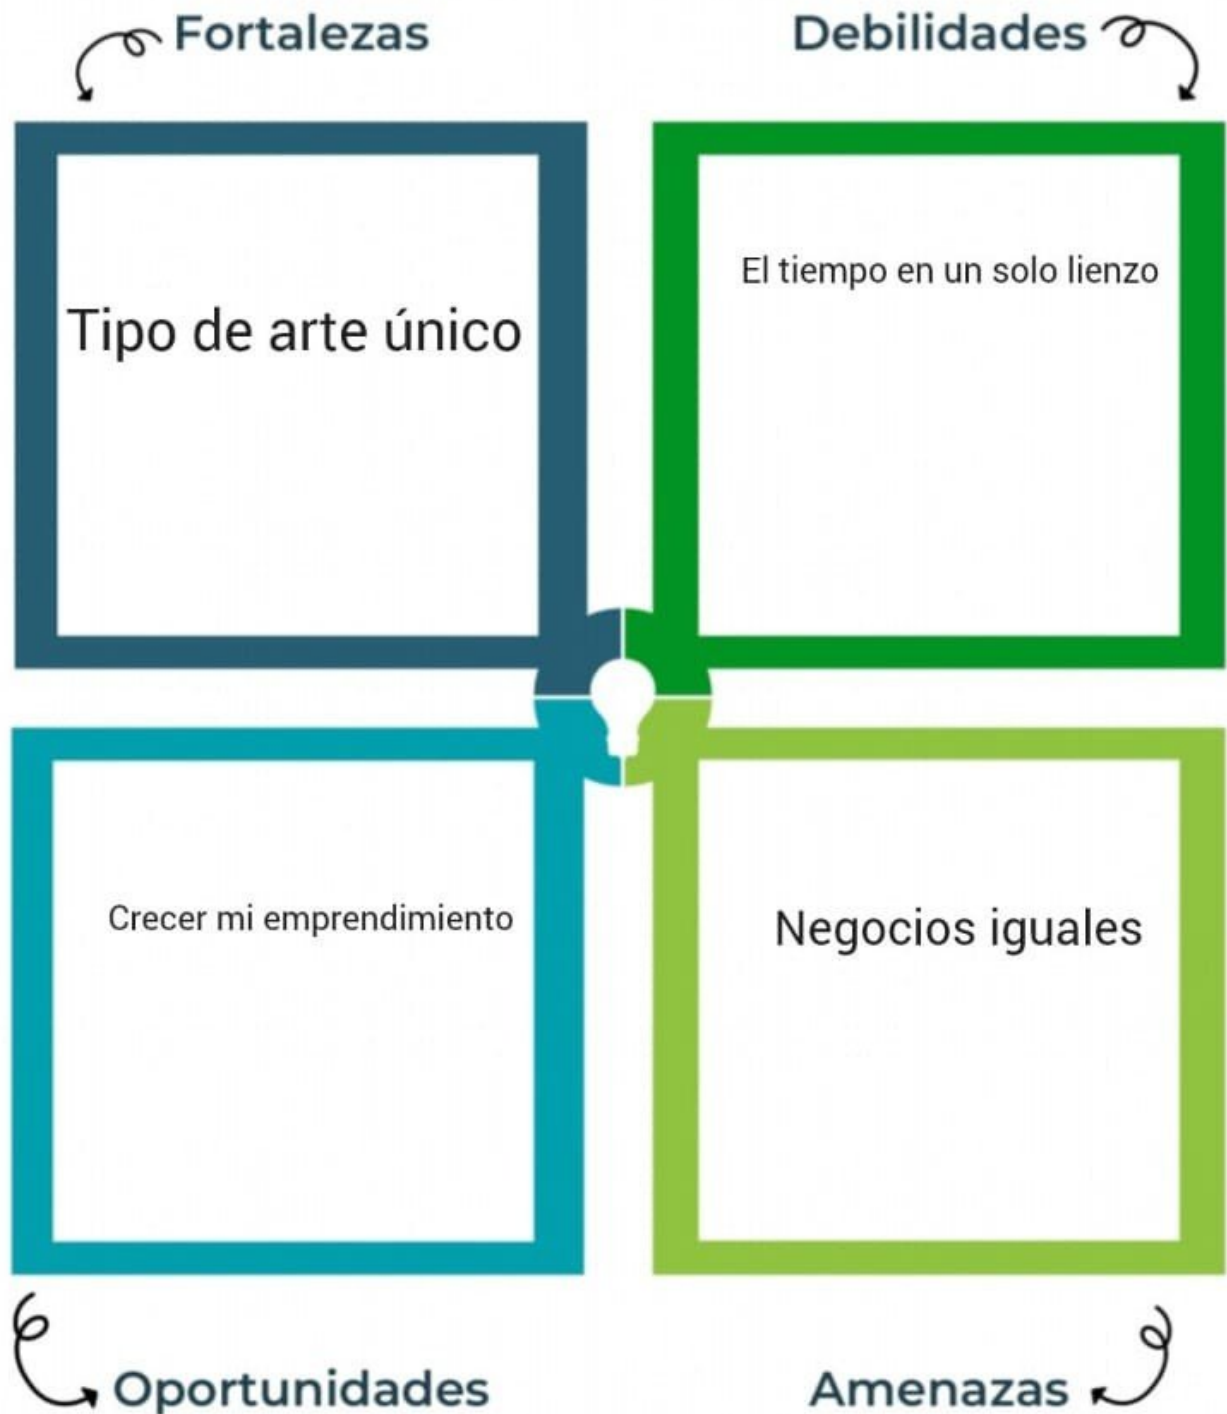 Fortalezas
Debilidades
Tipo de arte único
El tiempo en un solo lienzo
Crecer mi emprendimiento
Negocios iguales
Oportunidades
Amenazas